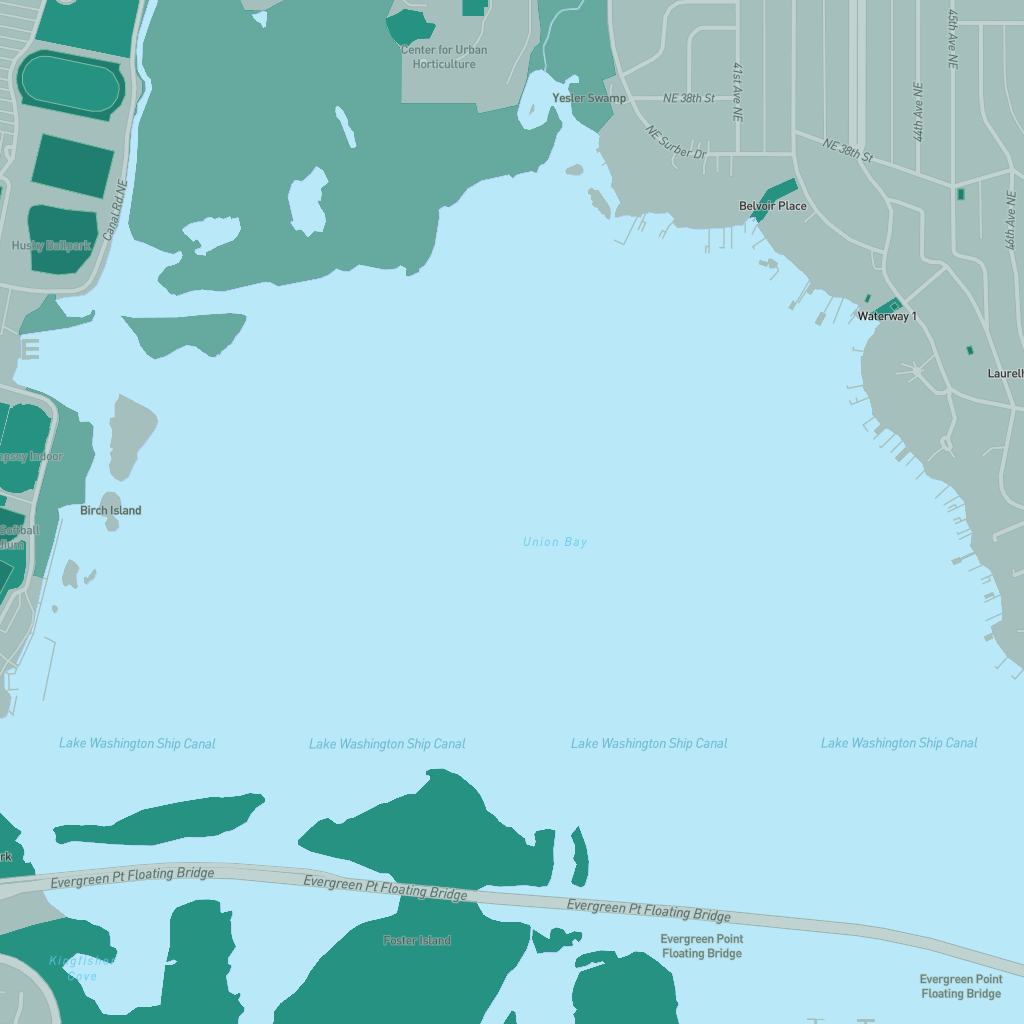 45th Ave NE
Center for Urban
Horticulture
41st Ave NE
Yesler Swamp
NE 38th St
44th Ave NE
NE Surber Dr
NE 38th St
Canal Rd NE
Belvoir Place
46th Ave NE
Husky Ballpark
Waterway 1
Laurelh
mpsey Indoor
Birch Island
Softball
dium
Union Bay
Lake Washington Ship Canal
Lake Washington Ship Canal
Lake Washington Ship Canal
Lake Washington Ship Canal
rk
Evergreen Pt Floating Bridge
Evergreen Pt Floating Bridge
Evergreen Pt Floating Bridge
Foster Island
Evergreen Point
Floating Bridge
Kingfisher
Cove
Evergreen Point
Floating Bridge